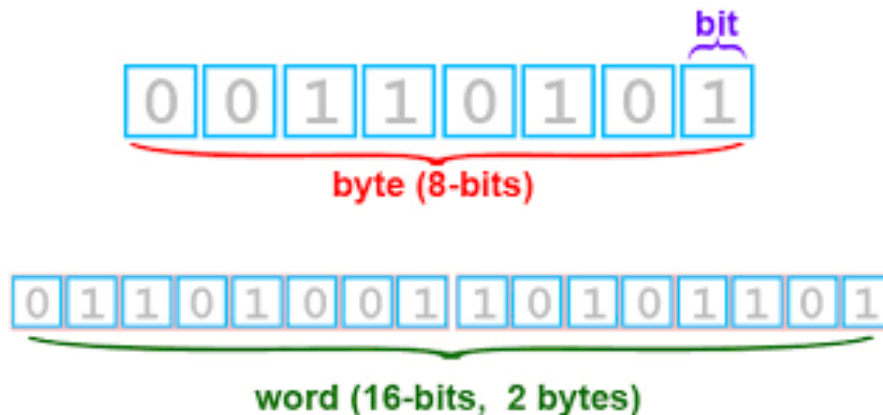 bit
0 0 1 1 0 1 0 1
byte (8-bits)
0 1 1 0 1 0 0 1 1 0 1 0 1 1 0 1
word (16-bits, 2 bytes)